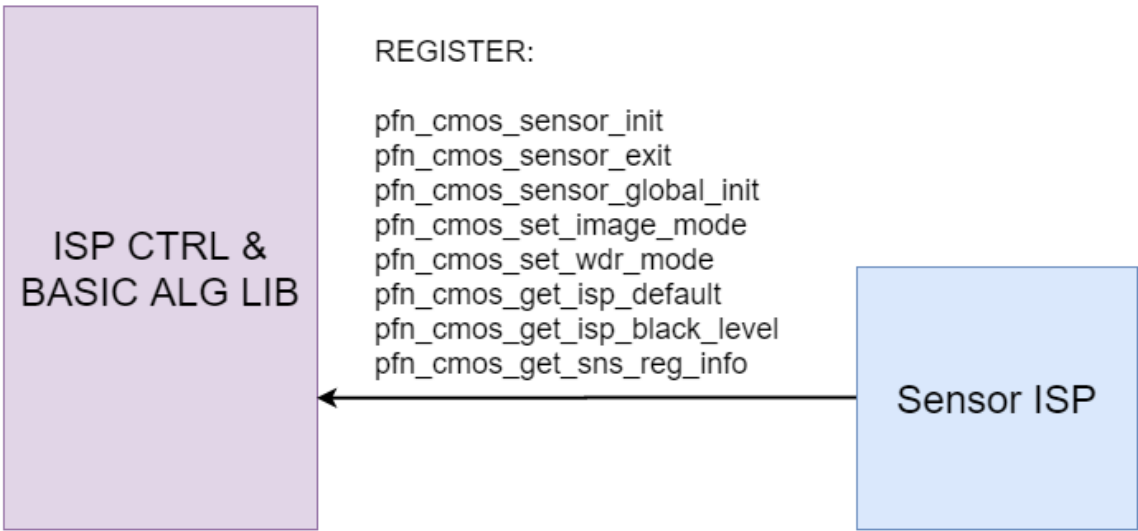 REGISTER:
pfn_cmos_sensor_init
pfn_cmos_sensor_exit
pfn_cmos_sensor_global_init
pfn_cmos_set_image_mode
pfn_cmos_set_wdr_mode
pfn_cmos_get_isp_default
pfn_cmos_get_isp_black_level
pfn_cmos_get_sns_reg_info
ISP CTRL &
BASIC ALG LIB
Sensor ISP